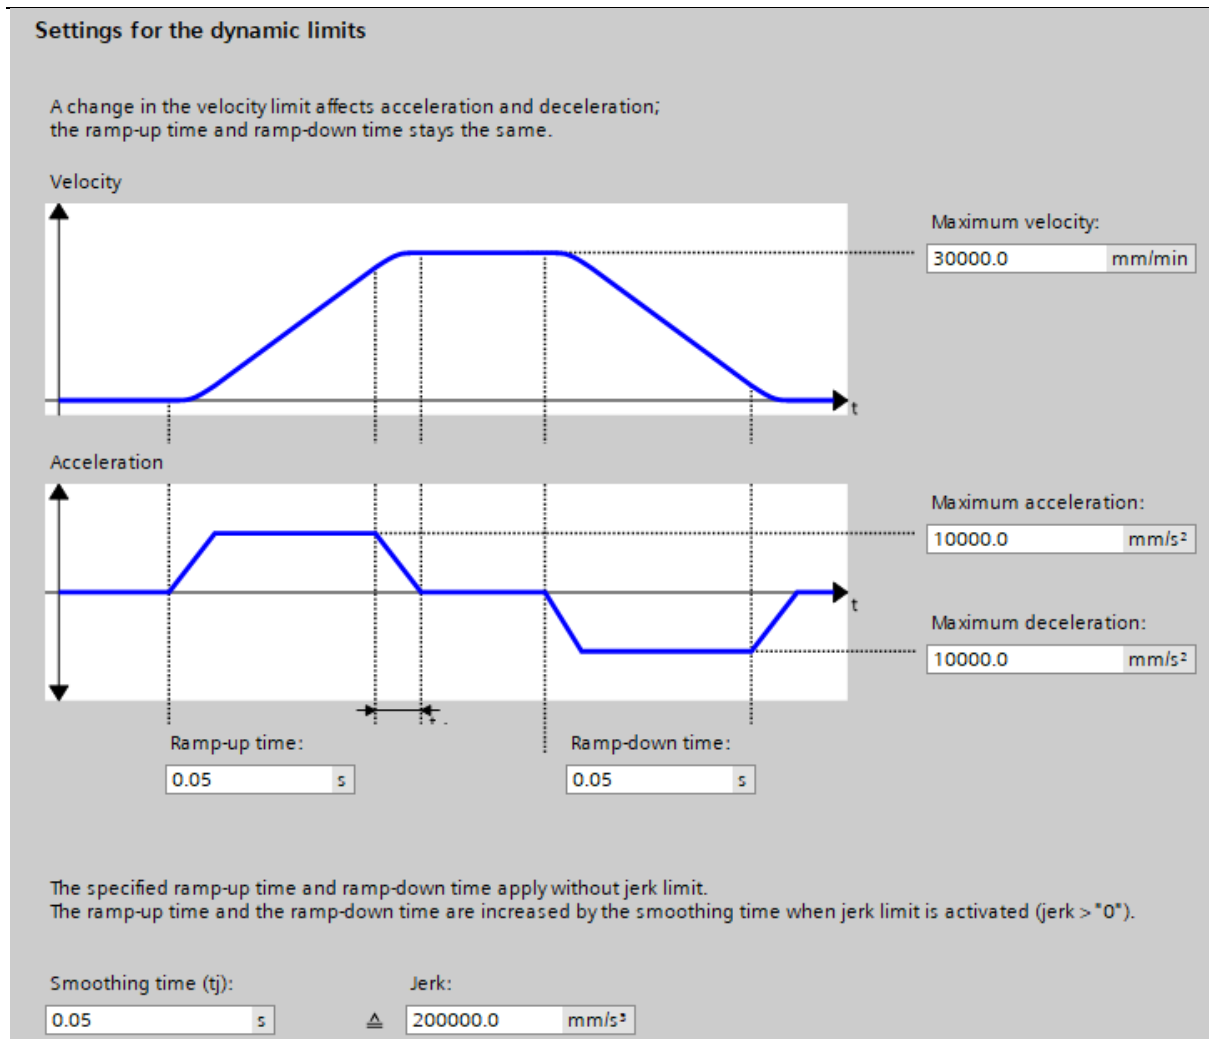 Settings for the dynamic limits
A change in the velocity limit affects acceleration and deceleration;
the ramp-up time and ramp-down time stays the same.
Velocity
Maximum velocity:
30000.0 mm/min
t
Acceleration
Maximum acceleration:
10000.0 mm/s²
t
Maximum deceleration:
10000.0 mm/s²
Ramp-up time: Ramp-down time:
0.05 s 0.05 s
The specified ramp-up time and ramp-down time apply without jerk limit.
The ramp-up time and the ramp-down time are increased by the smoothing time when jerk limit is activated (jerk > "0").
Smoothing time (tj): Jerk:
0.05 s ≙ 200000.0 mm/s³